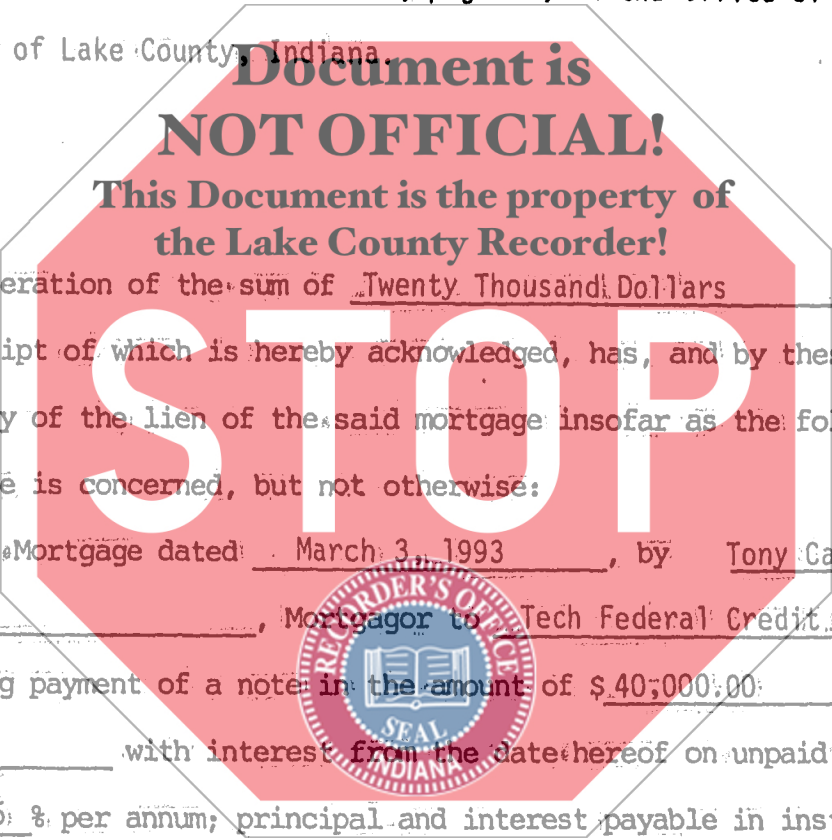 of Lake County, Indiana.
Document is
NOT OFFICIAL!
This Document is the property of
the Lake County Recorder!
eration of the sum of Twenty Thousand Dollars
ipt of which is hereby acknowledged, has, and by thes
y of the lien of the said mortgage insofar as the fol
STOP
e is concerned, but not otherwise:
Mortgage dated March 3, 1993, by Tony Ca
, Mortgagor to Tech Federal Credit
RECORDER'S OFFICE
g payment of a note in the amount of $ 40,000.00
SEAL
with interest from the date hereof on unpaid
INDIANA
% per annum; principal and interest payable in ins